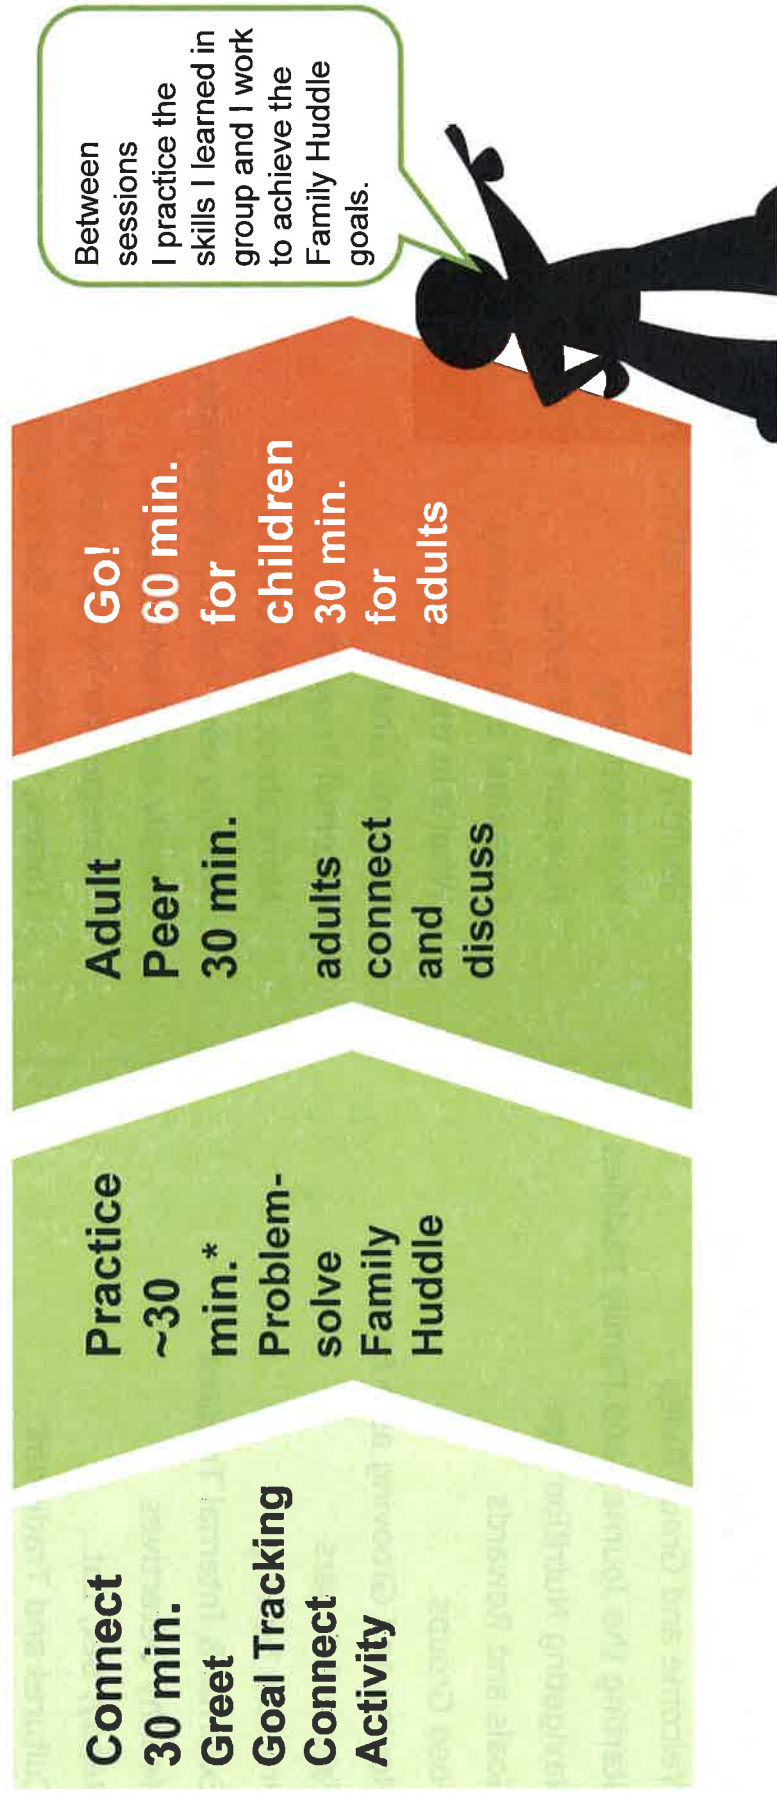 Connect
30 min.
Greet
Goal Tracking
Connect
Activity
Practice
~30
min.*
Problem-
solve
Family
Huddle
Adult
Peer
30 min.
adults
connect
and
discuss
Go!
60 min.
for
children
30 min.
for
adults
Between
sessions
I practice the
skills I learned in
group and I work
to achieve the
Family Huddle
goals.